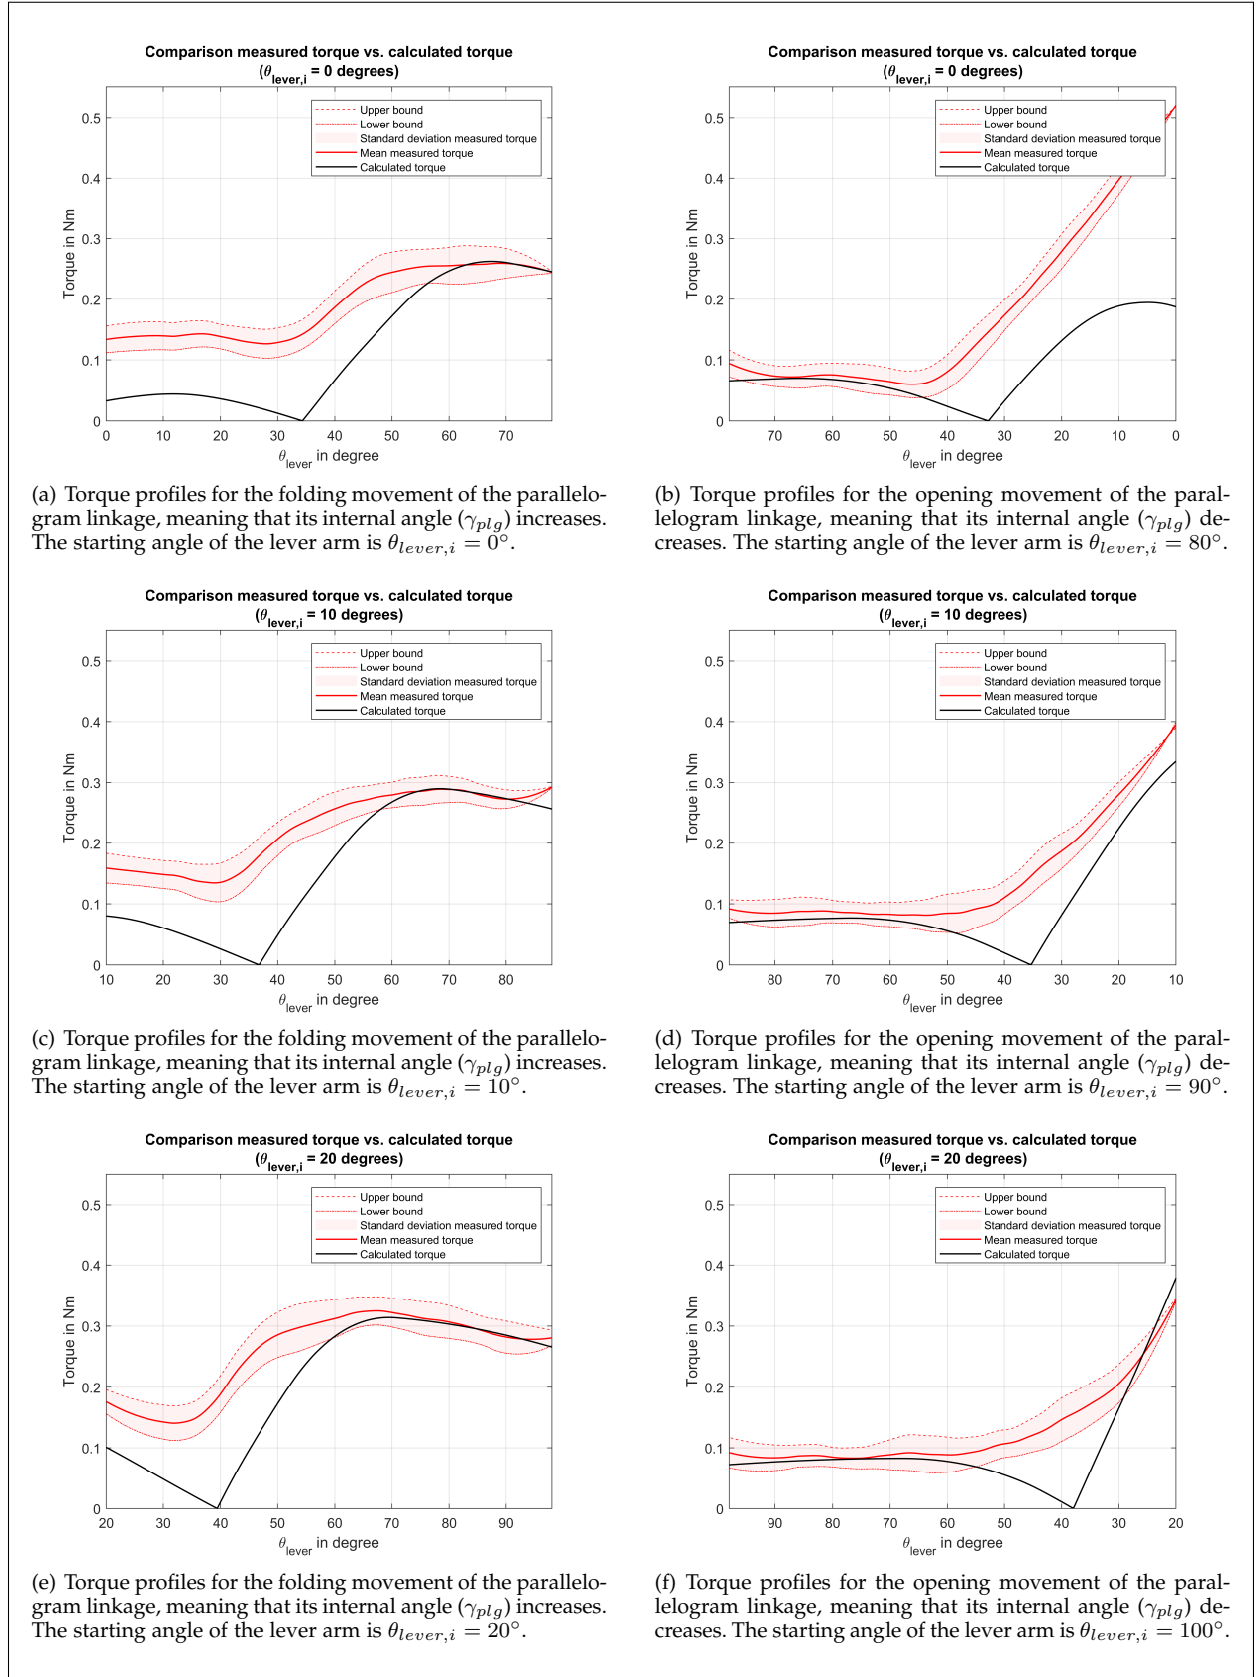 Comparison measured torque vs. calculated torque
(θlever,i = 0 degrees)
Upper bound
Lower bound
Standard deviation measured torque
Mean measured torque
Calculated torque
Torque in Nm
0.5
0.4
0.3
0.2
0.1
0
0 10 20 30 40 50 60 70
θlever in degree
(a) Torque profiles for the folding movement of the parallelo-
gram linkage, meaning that its internal angle (γplg) increases.
The starting angle of the lever arm is θlever,i = 0°.
Comparison measured torque vs. calculated torque
(θlever,i = 0 degrees)
Upper bound
Lower bound
Standard deviation measured torque
Mean measured torque
Calculated torque
Torque in Nm
0.5
0.4
0.3
0.2
0.1
0
70 60 50 40 30 20 10 0
θlever in degree
(b) Torque profiles for the opening movement of the paral-
lelogram linkage, meaning that its internal angle (γplg) de-
creases. The starting angle of the lever arm is θlever,i = 80°.
Comparison measured torque vs. calculated torque
(θlever,i = 10 degrees)
Upper bound
Lower bound
Standard deviation measured torque
Mean measured torque
Calculated torque
Torque in Nm
0.5
0.4
0.3
0.2
0.1
0
10 20 30 40 50 60 70 80
θlever in degree
(c) Torque profiles for the folding movement of the parallelo-
gram linkage, meaning that its internal angle (γplg) increases.
The starting angle of the lever arm is θlever,i = 10°.
Comparison measured torque vs. calculated torque
(θlever,i = 10 degrees)
Upper bound
Lower bound
Standard deviation measured torque
Mean measured torque
Calculated torque
Torque in Nm
0.5
0.4
0.3
0.2
0.1
0
80 70 60 50 40 30 20 10
θlever in degree
(d) Torque profiles for the opening movement of the paral-
lelogram linkage, meaning that its internal angle (γplg) de-
creases. The starting angle of the lever arm is θlever,i = 90°.
Comparison measured torque vs. calculated torque
(θlever,i = 20 degrees)
Upper bound
Lower bound
Standard deviation measured torque
Mean measured torque
Calculated torque
Torque in Nm
0.5
0.4
0.3
0.2
0.1
0
20 30 40 50 60 70 80 90
θlever in degree
(e) Torque profiles for the folding movement of the parallelo-
gram linkage, meaning that its internal angle (γplg) increases.
The starting angle of the lever arm is θlever,i = 20°.
Comparison measured torque vs. calculated torque
(θlever,i = 20 degrees)
Upper bound
Lower bound
Standard deviation measured torque
Mean measured torque
Calculated torque
Torque in Nm
0.5
0.4
0.3
0.2
0.1
0
90 80 70 60 50 40 30 20
θlever in degree
(f) Torque profiles for the opening movement of the paral-
lelogram linkage, meaning that its internal angle (γplg) de-
creases. The starting angle of the lever arm is θlever,i = 100°.